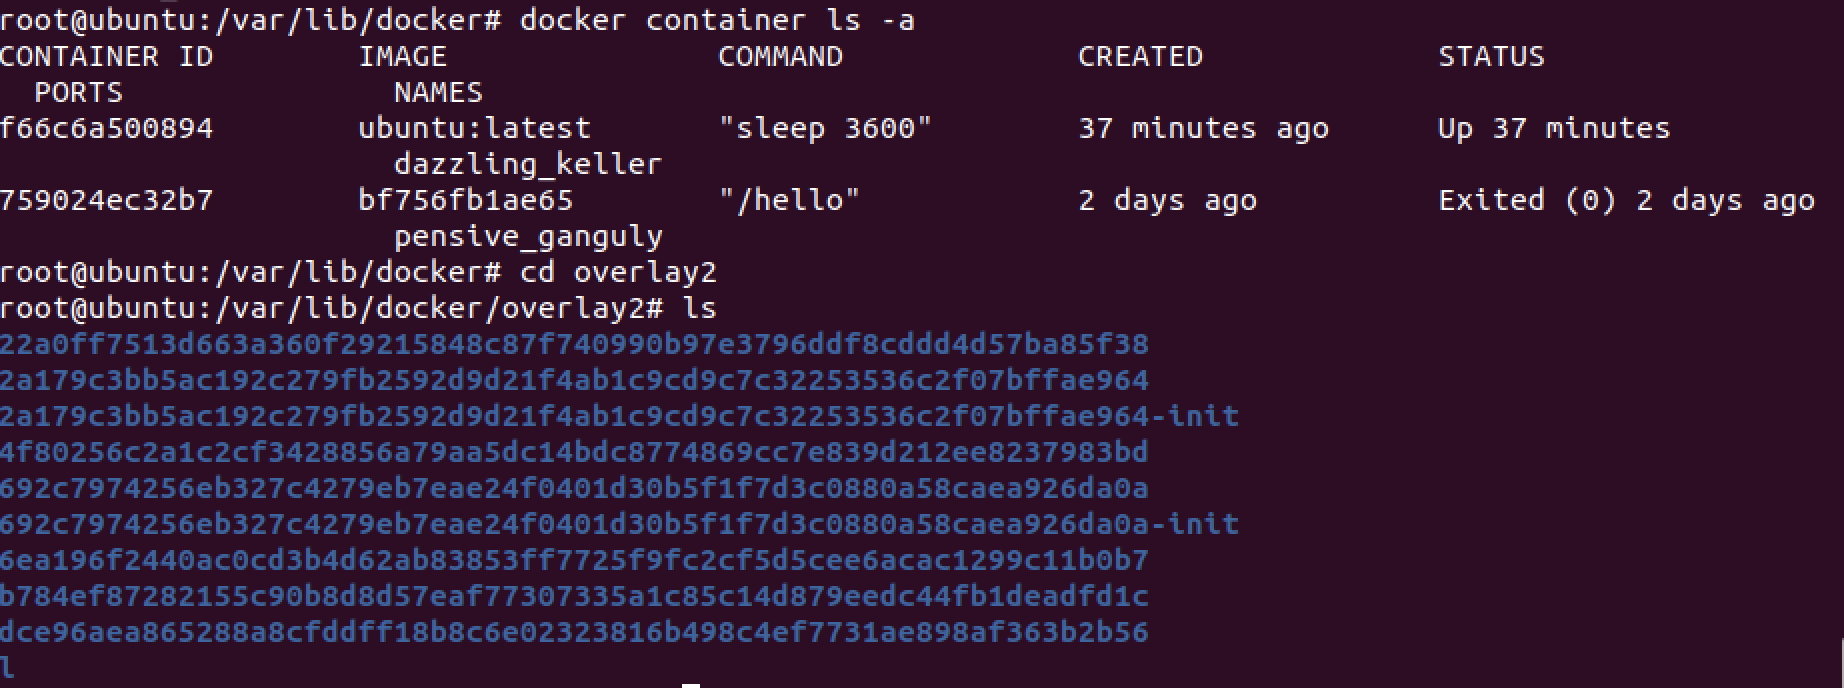 root@ubuntu:/var/lib/docker# docker container ls -a
CONTAINER ID        IMAGE               COMMAND             CREATED             STATUS
  PORTS               NAMES
f66c6a500894        ubuntu:latest       "sleep 3600"        37 minutes ago      Up 37 minutes
                      dazzling_keller
759024ec32b7        bf756fb1ae65        "/hello"            2 days ago          Exited (0) 2 days ago
                      pensive_ganguly
root@ubuntu:/var/lib/docker# cd overlay2
root@ubuntu:/var/lib/docker/overlay2# ls
22a0ff7513d663a360f29215848c87f740990b97e3796ddf8cddd4d57ba85f38
2a179c3bb5ac192c279fb2592d9d21f4ab1c9cd9c7c32253536c2f07bffae964
2a179c3bb5ac192c279fb2592d9d21f4ab1c9cd9c7c32253536c2f07bffae964-init
4f80256c2a1c2cf3428856a79aa5dc14bdc8774869cc7e839d212ee8237983bd
692c7974256eb327c4279eb7eae24f0401d30b5f1f7d3c0880a58caea926da0a
692c7974256eb327c4279eb7eae24f0401d30b5f1f7d3c0880a58caea926da0a-init
6ea196f2440ac0cd3b4d62ab83853ff7725f9fc2cf5d5cee6acac1299c11b0b7
b784ef87282155c90b8d8d57eaf77307335a1c85c14d879eedc44fb1deadfd1c
dce96aea865288a8cfddff18b8c6e02323816b498c4ef7731ae898af363b2b56
l